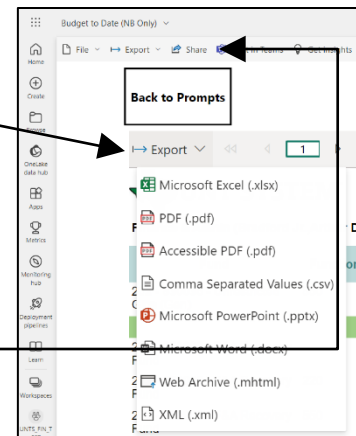 Budget to Date (NB Only)
File Export Share in Teams Get insights
Home
Create
Browse
OneLake
data hub
Apps
Metrics
Monitoring
hub
Deployment
pipelines
Learn
Workspaces
UNTS_FIN_T
Back to Prompts
Export 1
Microsoft Excel (.xlsx)
PDF (.pdf)
Accessible PDF (.pdf)
Comma Separated Values (.csv)
Microsoft PowerPoint (.pptx)
Microsoft Word (.docx)
Web Archive (.mhtml)
XML (.xml)